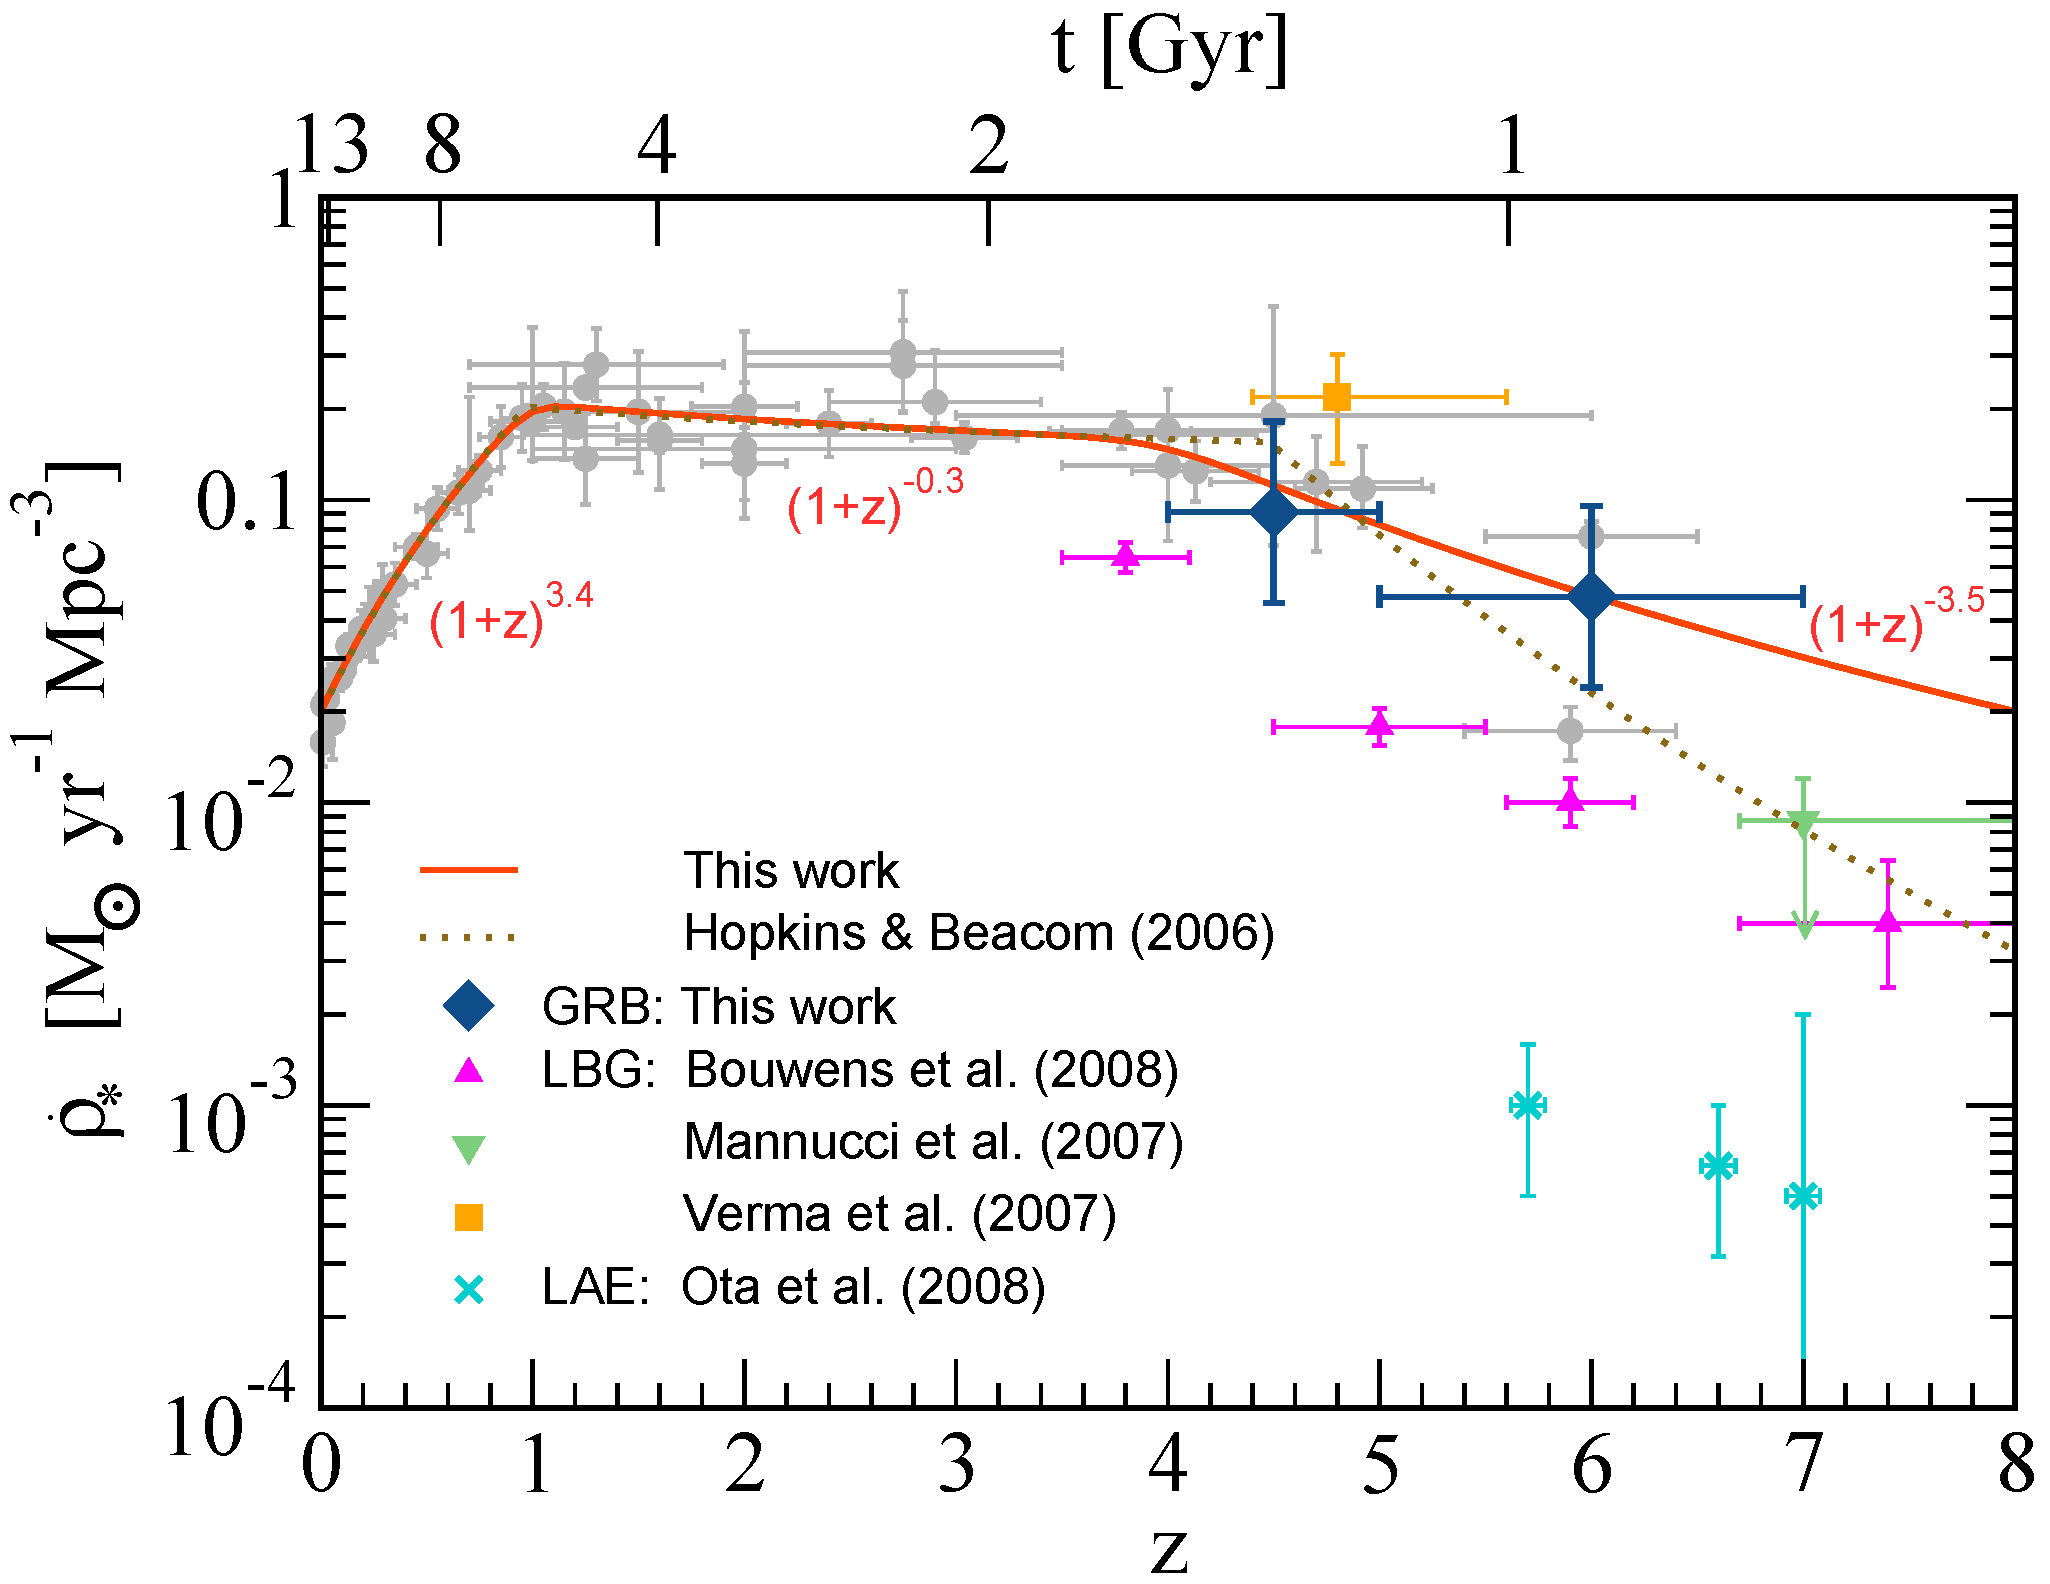 t [Gyr]
13 8 4 2 1
1
0.1
10^-2
10^-3
10^-4
ρ̇* [M⊙ yr^-1 Mpc^-3]
(1+z)^3.4
(1+z)^-0.3
(1+z)^-3.5
This work
Hopkins & Beacom (2006)
GRB: This work
LBG: Bouwens et al. (2008)
Mannucci et al. (2007)
Verma et al. (2007)
LAE: Ota et al. (2008)
0 1 2 3 4 5 6 7 8
z